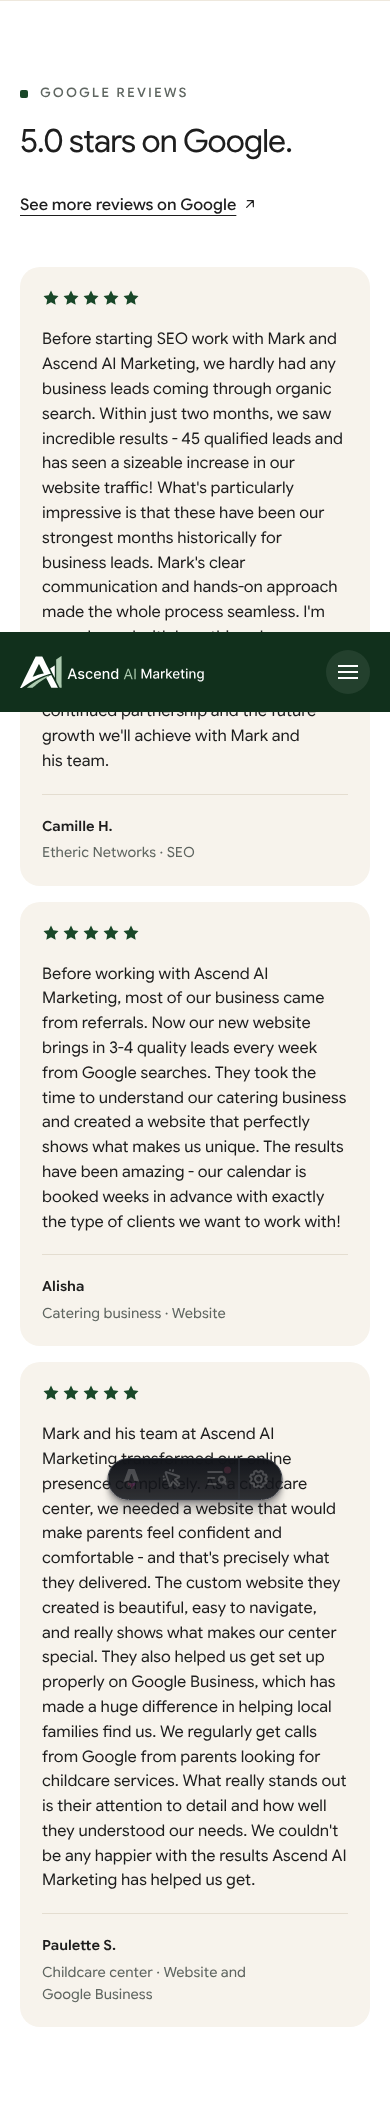 GOOGLE REVIEWS
5.0 stars on Google.
See more reviews on Google
Before starting SEO work with Mark and
Ascend AI Marketing, we hardly had any
business leads coming through organic
search. Within just two months, we saw
incredible results - 45 qualified leads and
has seen a sizeable increase in our
website traffic! What's particularly
impressive is that these have been our
strongest months historically for
business leads. Mark's clear
communication and hands-on approach
made the whole process seamless. I'm
Ascend AI Marketing
continued partnership and the future
growth we'll achieve with Mark and
his team.
Camille H.
Etheric Networks · SEO
Before working with Ascend AI
Marketing, most of our business came
from referrals. Now our new website
brings in 3-4 quality leads every week
from Google searches. They took the
time to understand our catering business
and created a website that perfectly
shows what makes us unique. The results
have been amazing - our calendar is
booked weeks in advance with exactly
the type of clients we want to work with!
Alisha
Catering business · Website
Mark and his team at Ascend AI
Marketing transformed our online
presence completely. As a childcare
center, we needed a website that would
make parents feel confident and
comfortable - and that's precisely what
they delivered. The custom website they
created is beautiful, easy to navigate,
and really shows what makes our center
special. They also helped us get set up
properly on Google Business, which has
made a huge difference in helping local
families find us. We regularly get calls
from Google from parents looking for
childcare services. What really stands out
is their attention to detail and how well
they understood our needs. We couldn't
be any happier with the results Ascend AI
Marketing has helped us get.
Paulette S.
Childcare center · Website and
Google Business